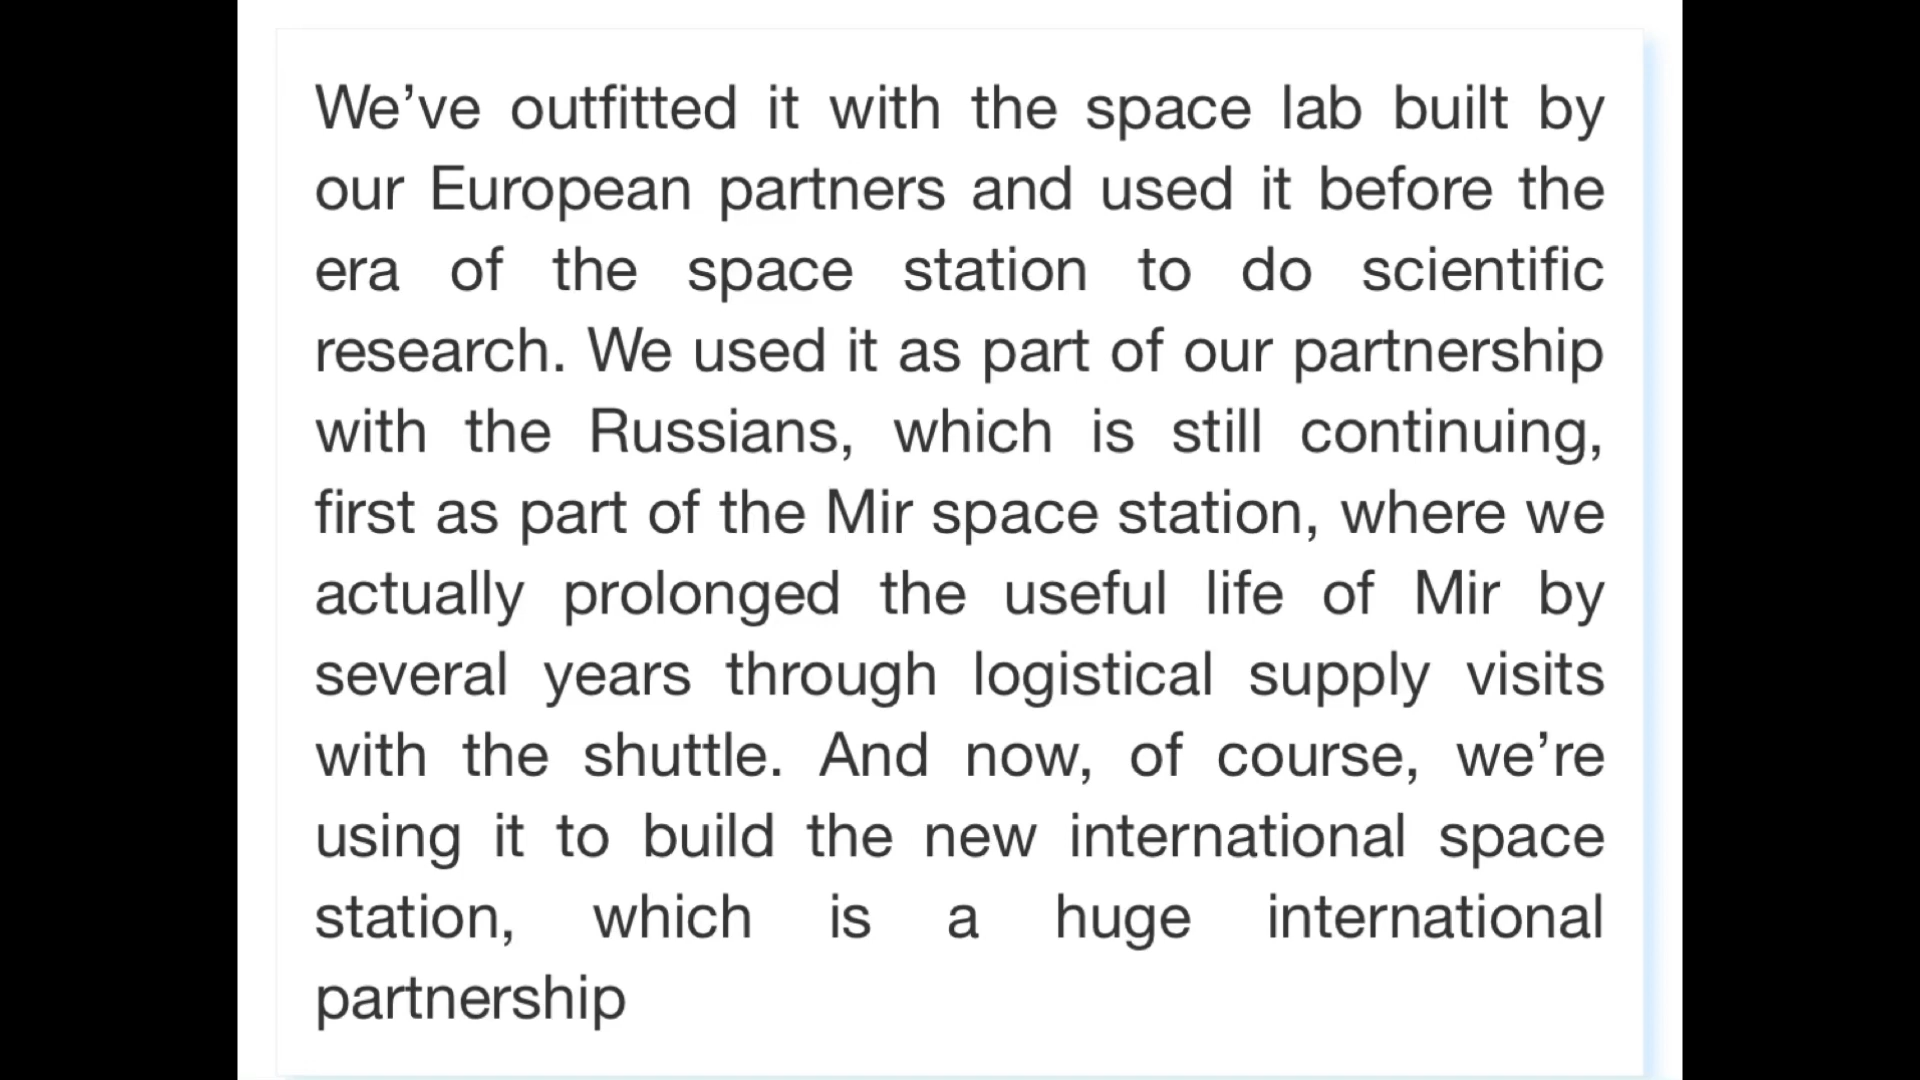 We’ve outfitted it with the space lab built by
our European partners and used it before the
era of the space station to do scientific
research. We used it as part of our partnership
with the Russians, which is still continuing,
first as part of the Mir space station, where we
actually prolonged the useful life of Mir by
several years through logistical supply visits
with the shuttle. And now, of course, we’re
using it to build the new international space
station, which is a huge international
partnership